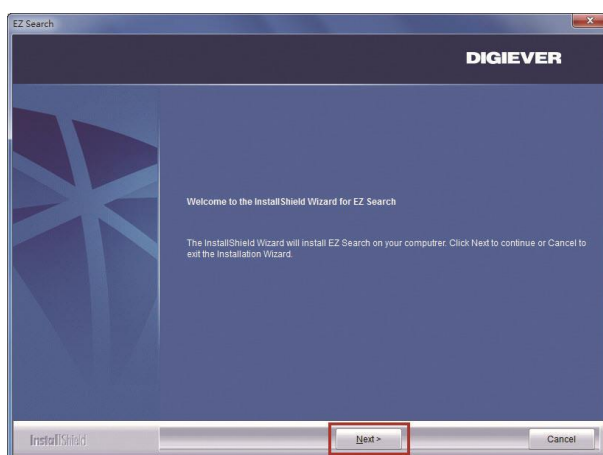 EZ Search
x
DIGIEVER
Welcome to the InstallShield Wizard for EZ Search
The InstallShield Wizard will install EZ Search on your computrer. Click Next to continue or Cancel to
exit the Installation Wizard.
InstallShield
Next >
Cancel